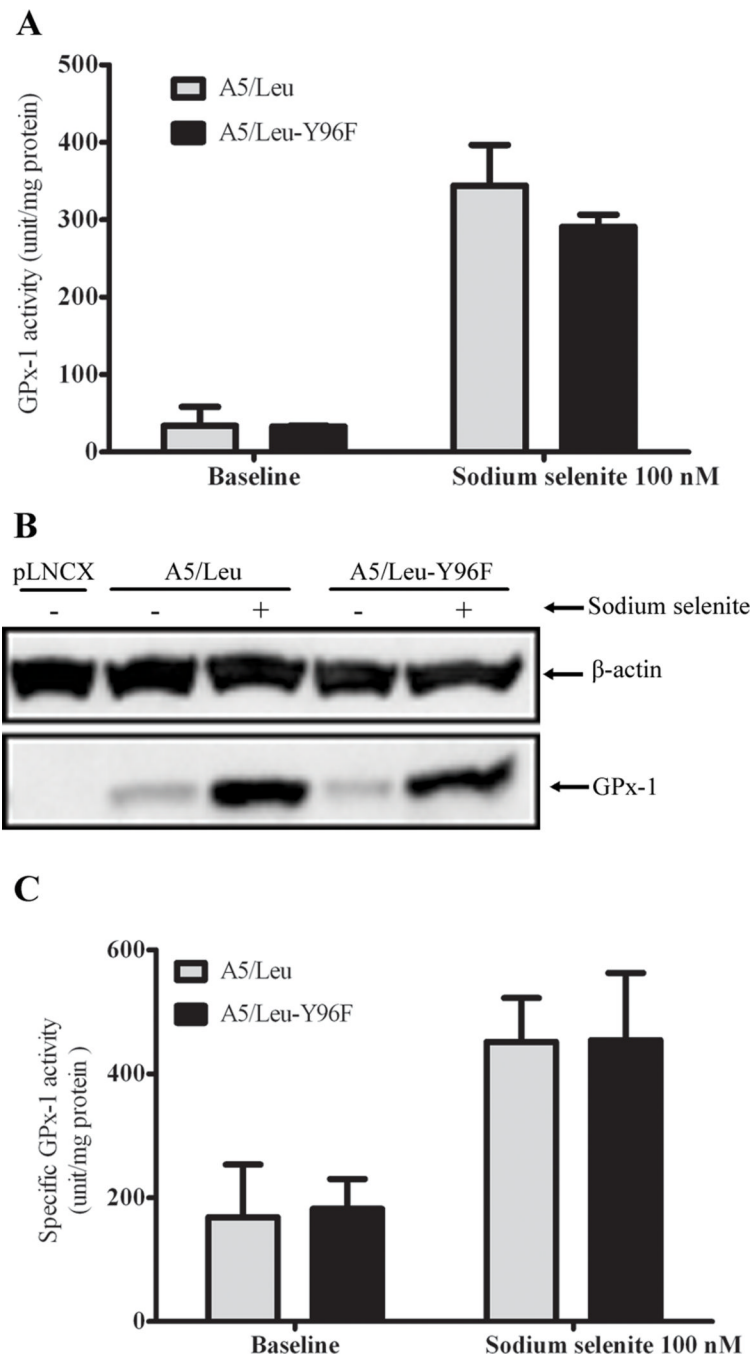 A
500
400
300
200
100
0
GPx-1 activity (unit/mg protein)
A5/Leu
A5/Leu-Y96F
Baseline
Sodium selenite 100 nM
B
pLNCX A5/Leu A5/Leu-Y96F
- - + - + Sodium selenite
β-actin
GPx-1
C
600
400
200
0
Specific GPx-1 activity
(unit/mg protein )
A5/Leu
A5/Leu-Y96F
Baseline
Sodium selenite 100 nM